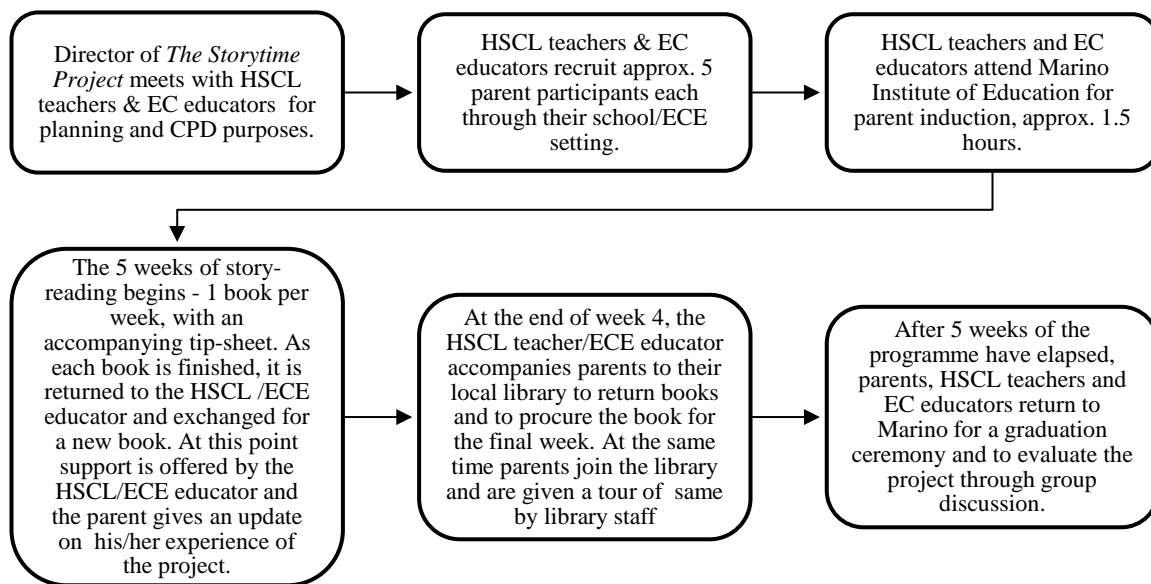 Director of The Storytime
Project meets with HSCL
teachers & EC educators for
planning and CPD purposes.
HSCL teachers & EC
educators recruit approx. 5
parent participants each
through their school/ECE
setting.
HSCL teachers and EC
educators attend Marino
Institute of Education for
parent induction, approx. 1.5
hours.
The 5 weeks of story-
reading begins - 1 book per
week, with an
accompanying tip-sheet. As
each book is finished, it is
returned to the HSCL /ECE
educator and exchanged for
a new book. At this point
support is offered by the
HSCL/ECE educator and
the parent gives an update
on his/her experience of
the project.
At the end of week 4, the
HSCL teacher/ECE educator
accompanies parents to their
local library to return books
and to procure the book for
the final week. At the same
time parents join the library
and are given a tour of same
by library staff
After 5 weeks of the
programme have elapsed,
parents, HSCL teachers and
EC educators return to
Marino for a graduation
ceremony and to evaluate the
project through group
discussion.